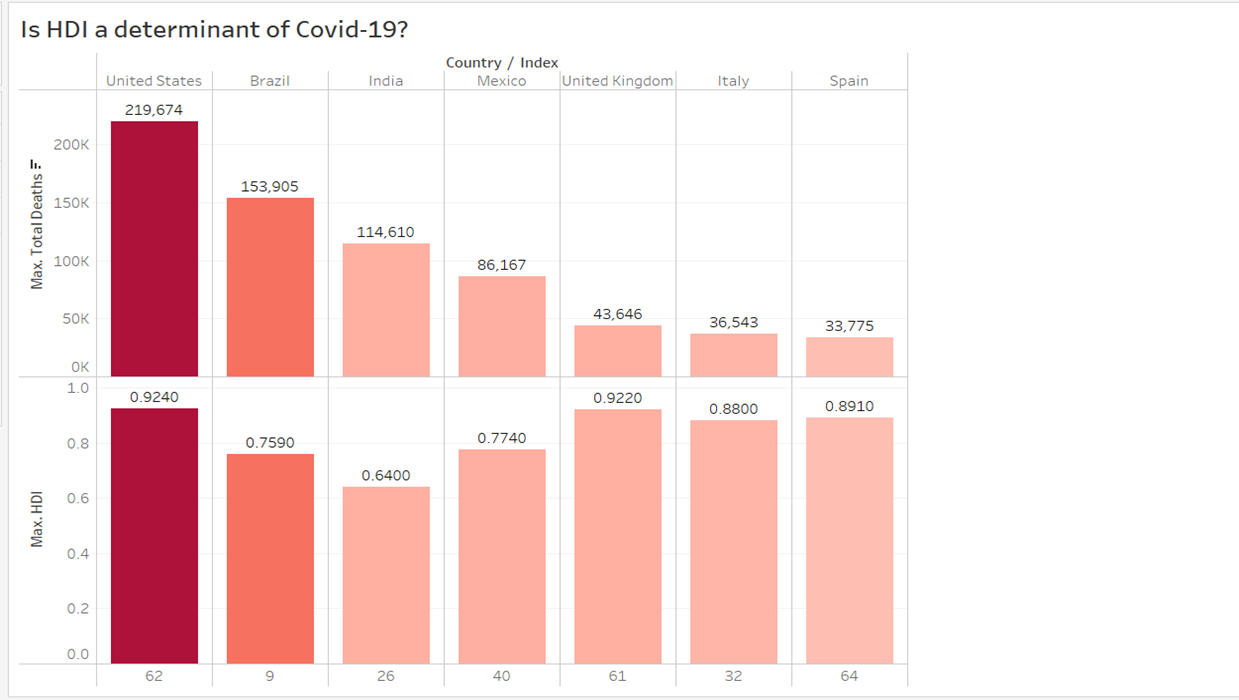 Is HDI a determinant of Covid-19?
Country / Index
United States Brazil India Mexico United Kingdom Italy Spain
Max. Total Deaths
200K
150K
100K
50K
0K
219,674
153,905
114,610
86,167
43,646
36,543
33,775
Max. HDI
1.0
0.8
0.6
0.4
0.2
0.0
0.9240
0.7590
0.6400
0.7740
0.9220
0.8800
0.8910
62 9 26 40 61 32 64